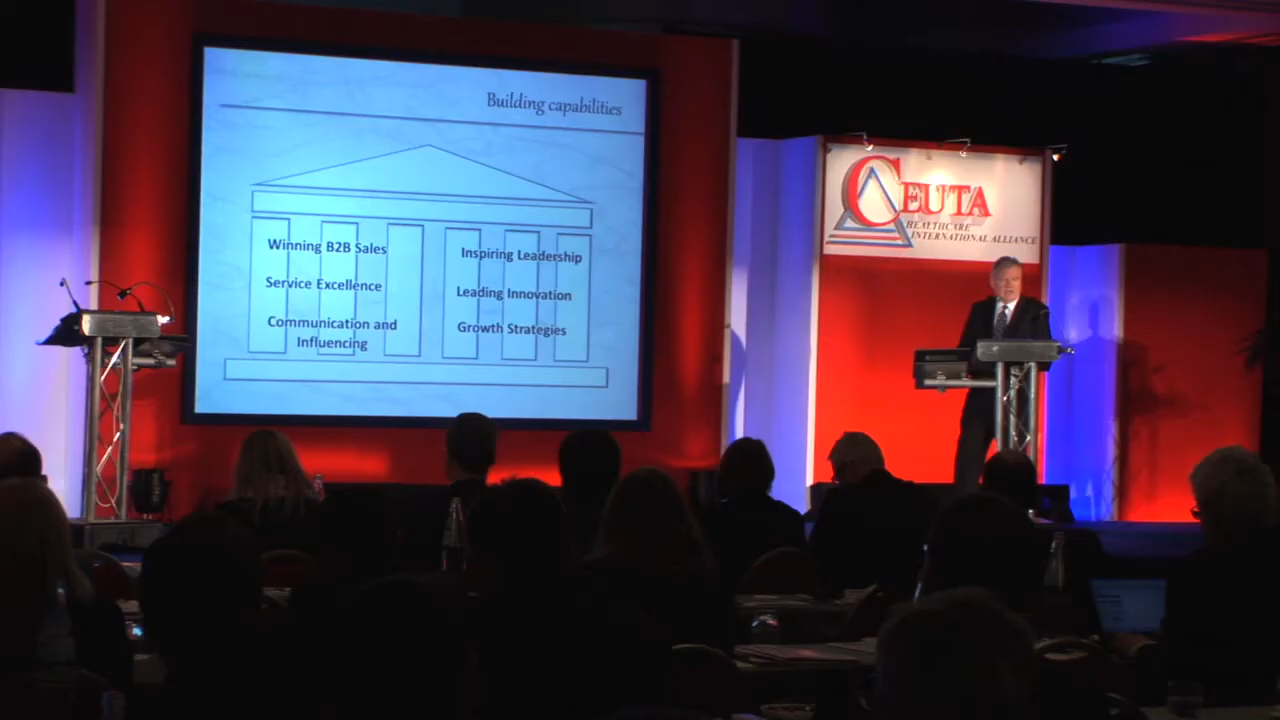 Building capabilities
Winning B2B Sales
Service Excellence
Communication and
Influencing
Inspiring Leadership
Leading Innovation
Growth Strategies
CEUTA
HEALTHCARE
INTERNATIONAL ALLIANCE